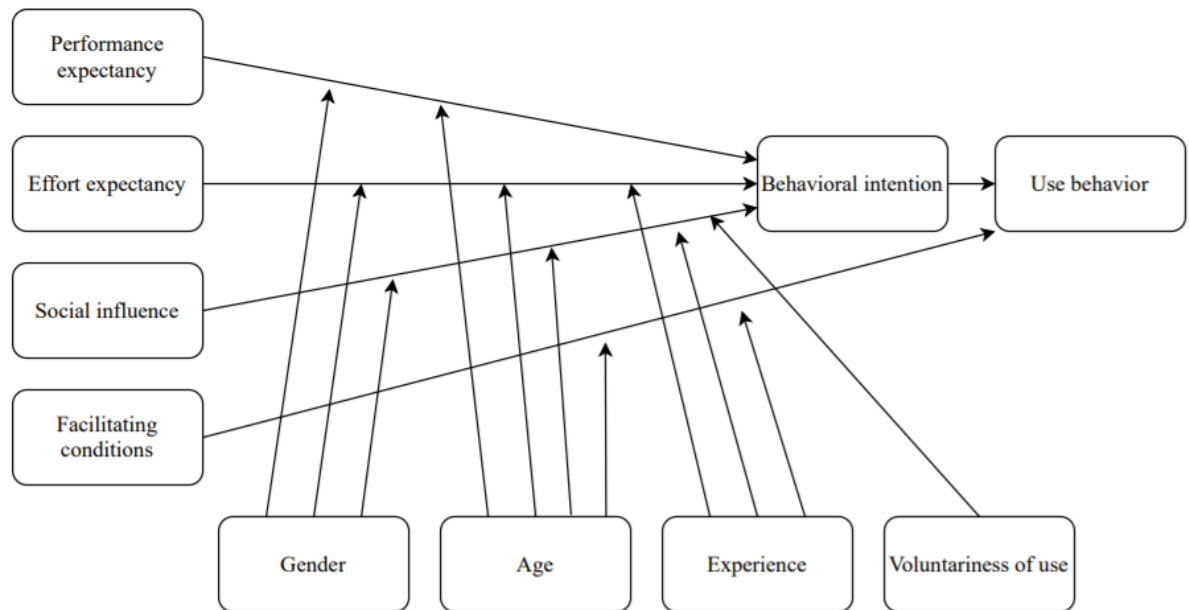 Performance
expectancy
Effort expectancy
Behavioral intention
Use behavior
Social influence
Facilitating
conditions
Gender
Age
Experience
Voluntariness of use